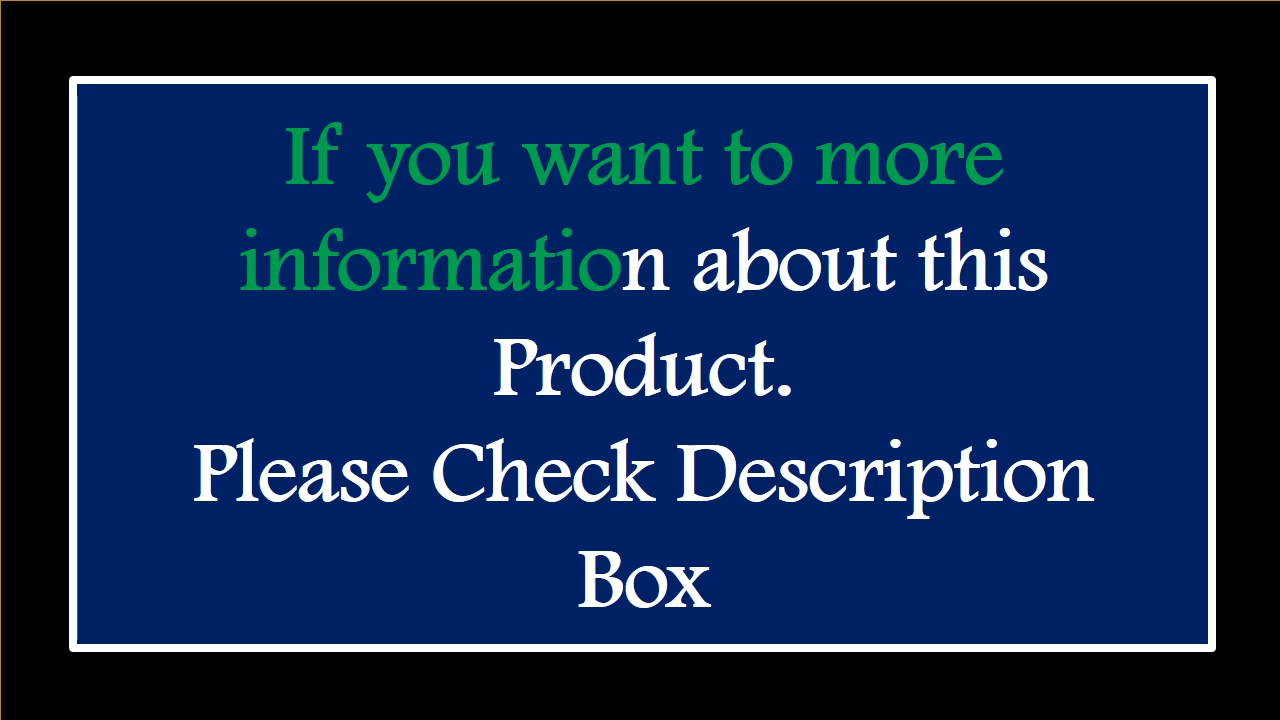 If you want to more
information about this
Product.
Please Check Description
Box